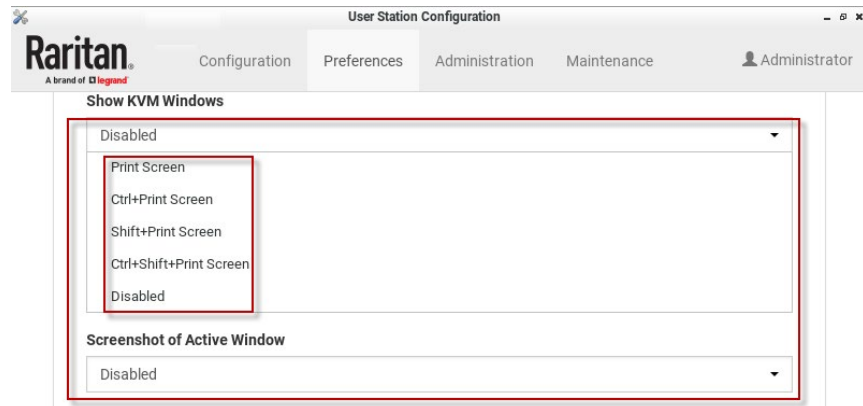 User Station Configuration
Raritan.
A brand of legrand
Configuration Preferences Administration Maintenance Administrator
Show KVM Windows
Disabled
Print Screen
Ctrl+Print Screen
Shift+Print Screen
Ctrl+Shift+Print Screen
Disabled
Screenshot of Active Window
Disabled